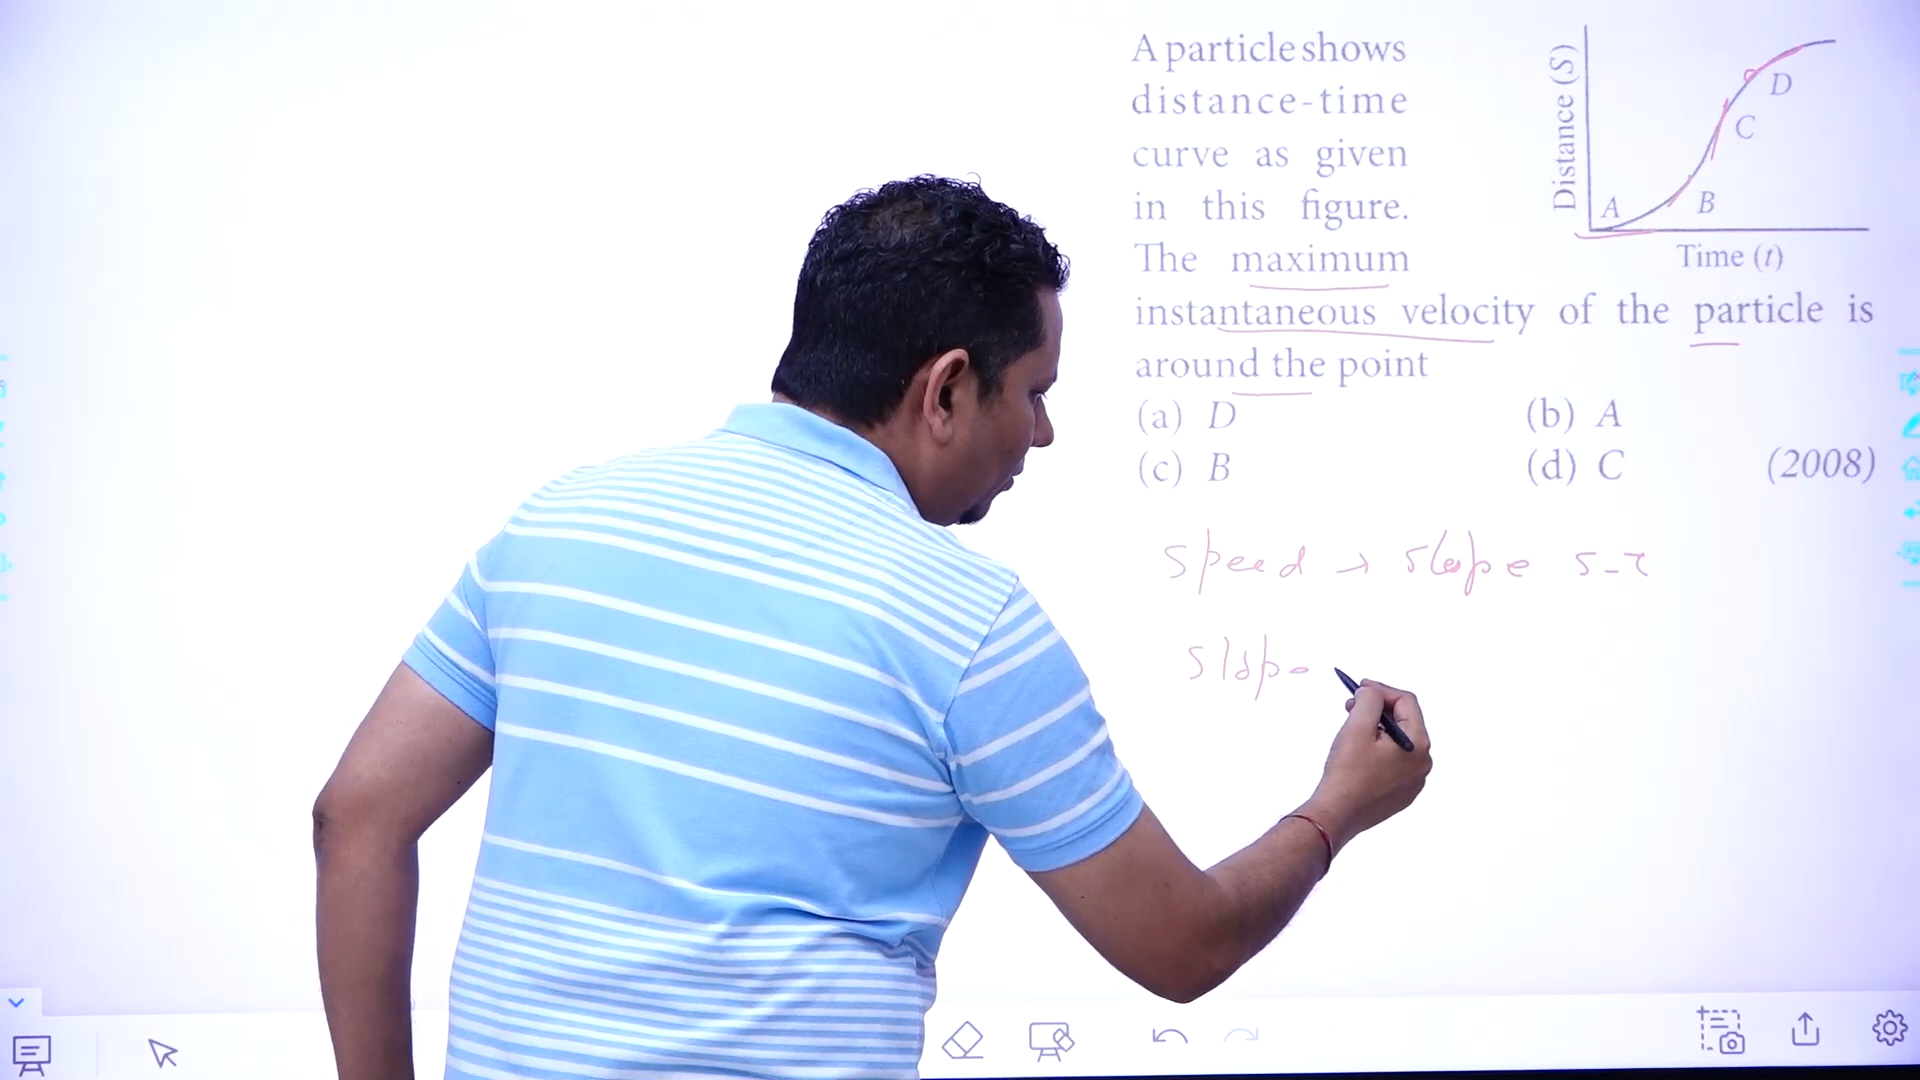 A particle shows
distance-time
curve as given
in this figure.
The maximum
instantaneous velocity of the particle is
around the point
(a) D
(b) A
(c) B
(d) C
(2008)
Distance (S)
A
B
C
D
Time (t)
Speed → slope s-t
Slope